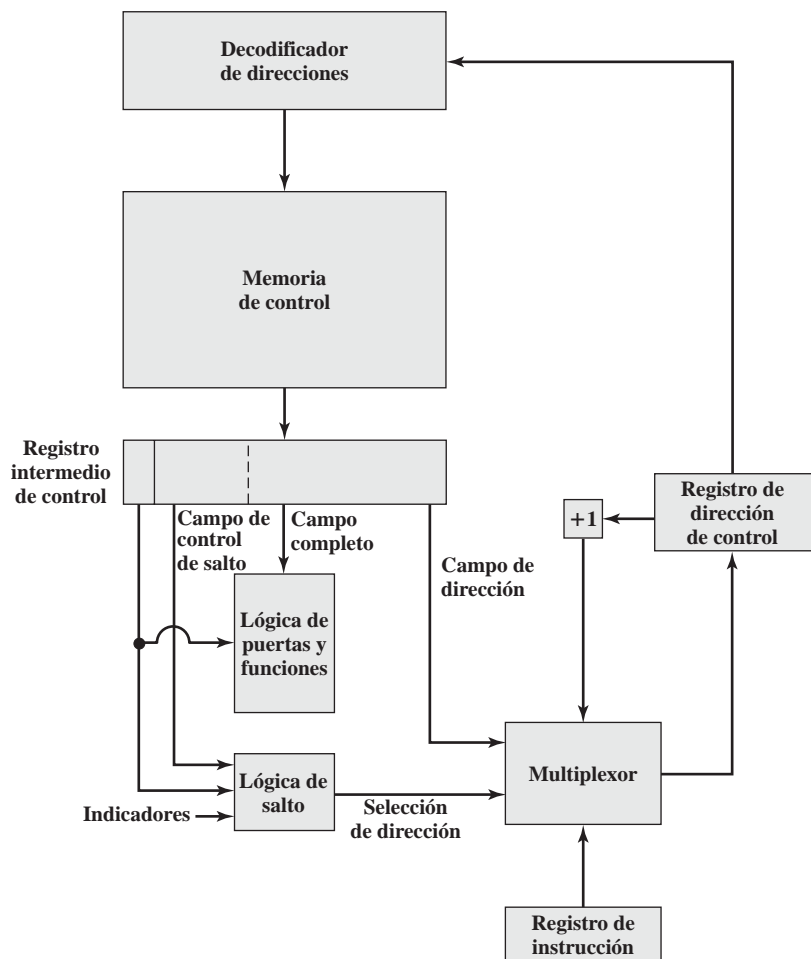 Decodificador
de direcciones
Memoria
de control
Registro
intermedio
de control
Campo de
control
de salto
Campo
completo
Campo de
dirección
+1
Registro de
dirección
de control
Lógica de
puertas y
funciones
Lógica de
salto
Indicadores
Selección
de dirección
Multiplexor
Registro de
instrucción